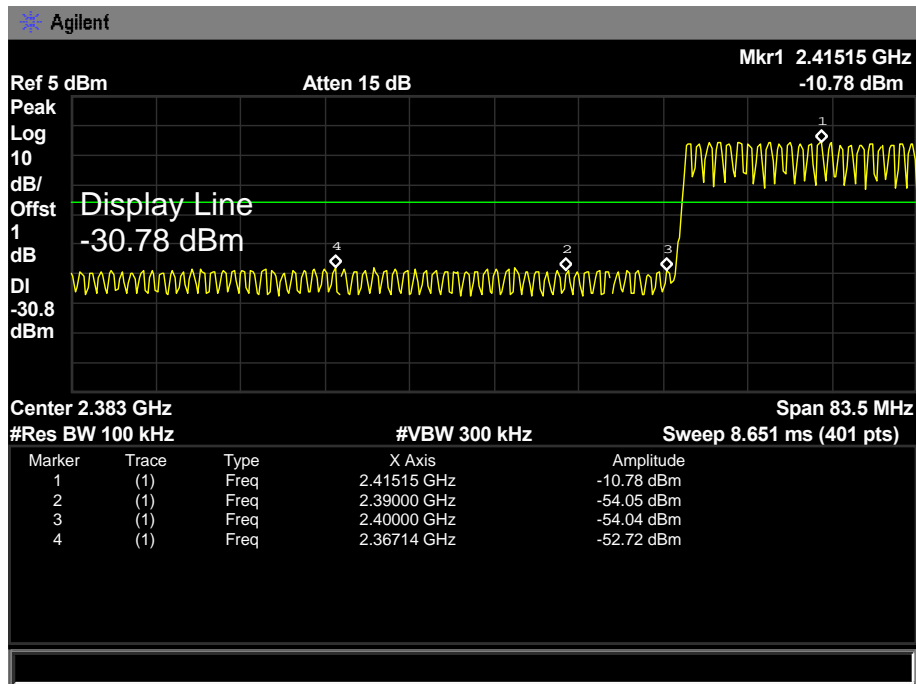 Agilent
Mkr1 2.41515 GHz
Ref 5 dBm Atten 15 dB -10.78 dBm
Peak
Log
10
dB/
Offst
1
dB
DI
-30.8
dBm
Display Line
-30.78 dBm
1
4
2
3
Center 2.383 GHz Span 83.5 MHz
#Res BW 100 kHz #VBW 300 kHz Sweep 8.651 ms (401 pts)
Marker Trace Type X Axis Amplitude
1 (1) Freq 2.41515 GHz -10.78 dBm
2 (1) Freq 2.39000 GHz -54.05 dBm
3 (1) Freq 2.40000 GHz -54.04 dBm
4 (1) Freq 2.36714 GHz -52.72 dBm